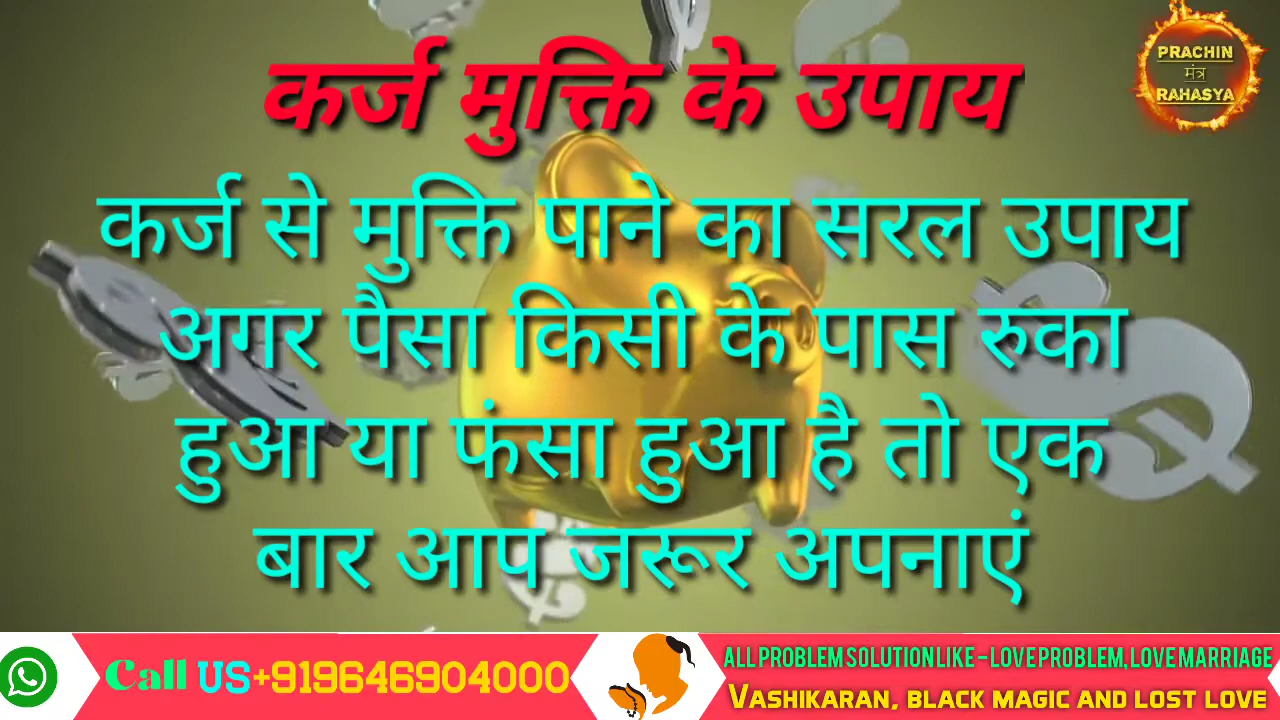 कर्ज मुक्ति के उपाय
PRACHIN
मंत्र
RAHASYA
कर्ज से मुक्ति पाने का सरल उपाय
अगर पैसा किसी के पास रुका
हुआ या फंसा हुआ है तो एक
बार आप जरूर अपनाएं
Call US+919646904000
ALL PROBLEM SOLUTION LIKE - LOVE PROBLEM, LOVE MARRIAGE
VASHIKARAN, BLACK MAGIC AND LOST LOVE